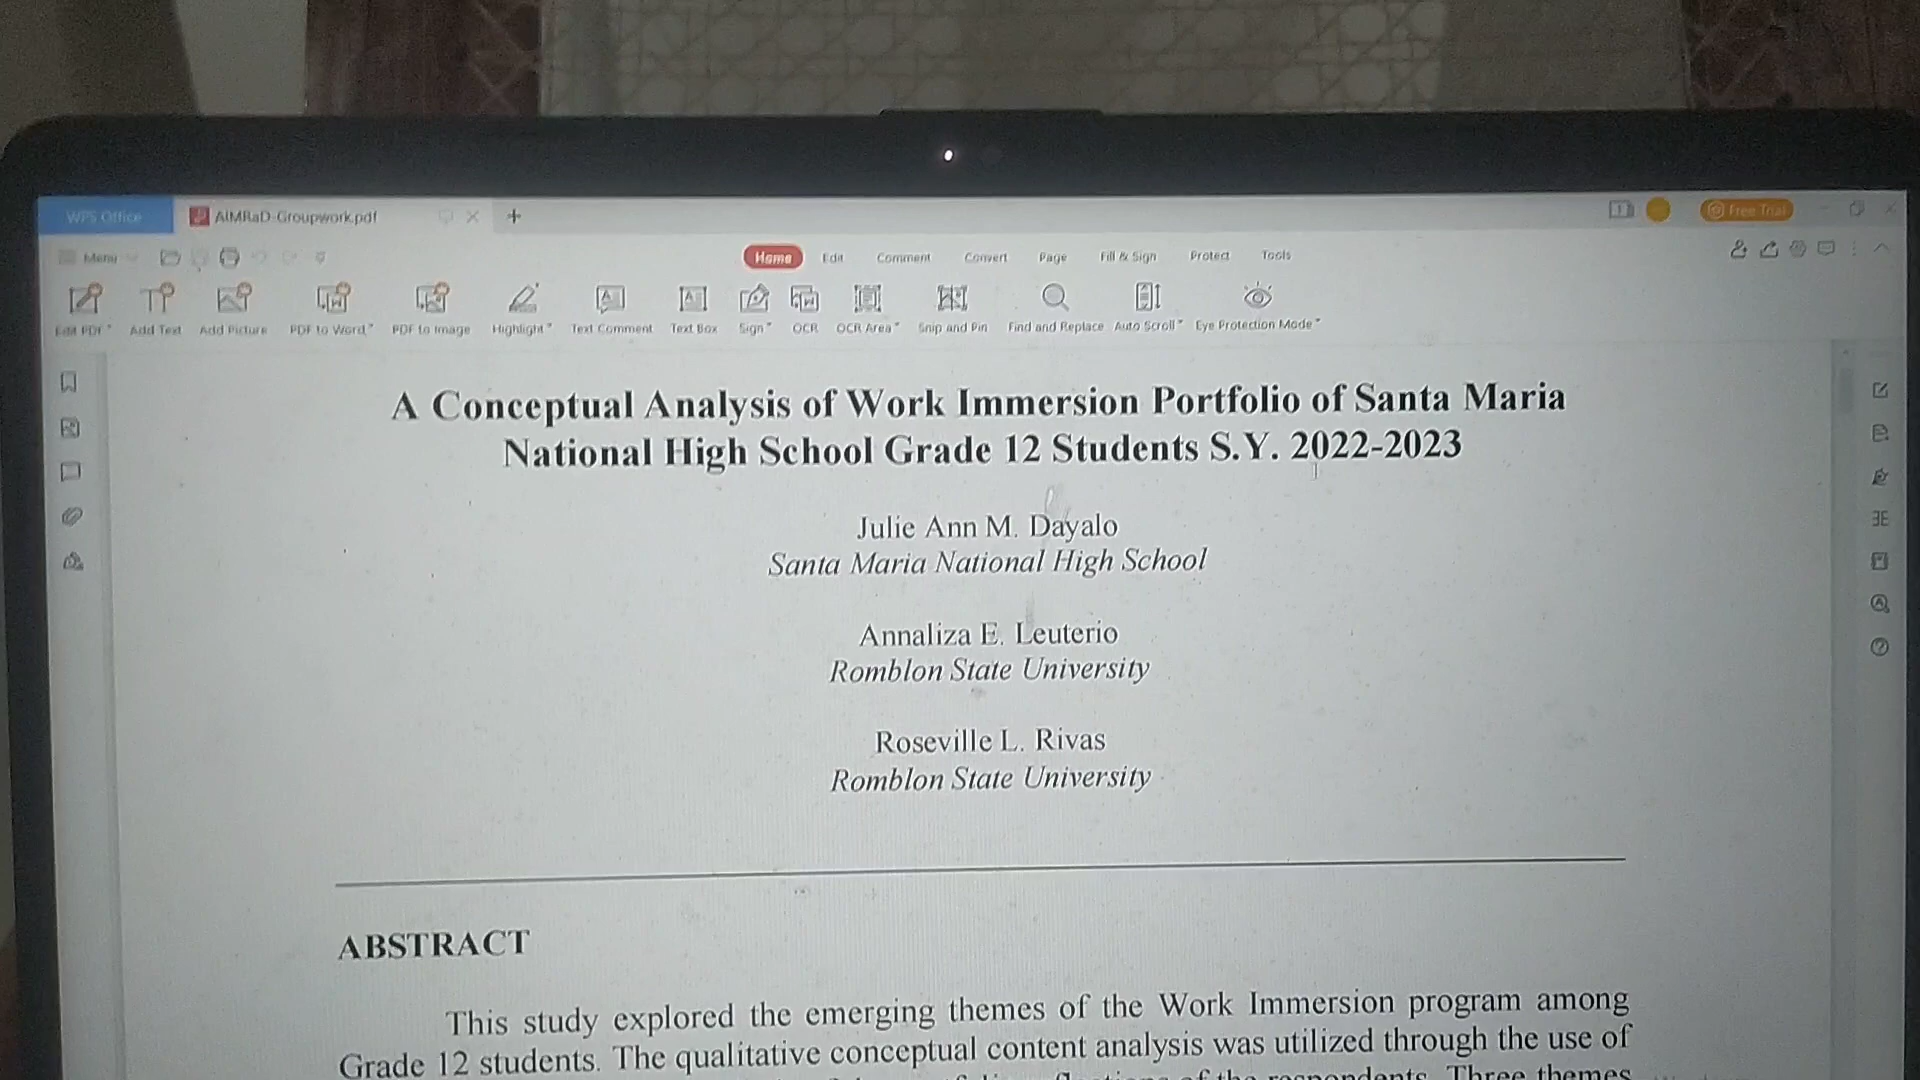 WPS Office
AIMRaD-Groupwork.pdf
Free Trial
Menu
Home
Edit
Comment
Convert
Page
Fill & Sign
Protect
Tools
Edit PDF
Add Text
Add Picture
PDF to Word
PDF to Image
Highlight
Text Comment
Text Box
Sign
OCR
OCR Area
Snip and Pin
Find and Replace
Auto Scroll
Eye Protection Mode
A Conceptual Analysis of Work Immersion Portfolio of Santa Maria
National High School Grade 12 Students S.Y. 2022-2023
Julie Ann M. Dayalo
Santa Maria National High School
Annaliza E. Leuterio
Romblon State University
Roseville L. Rivas
Romblon State University
ABSTRACT
This study explored the emerging themes of the Work Immersion program among
Grade 12 students. The qualitative conceptual content analysis was utilized through the use of
of the respondents. Three themes